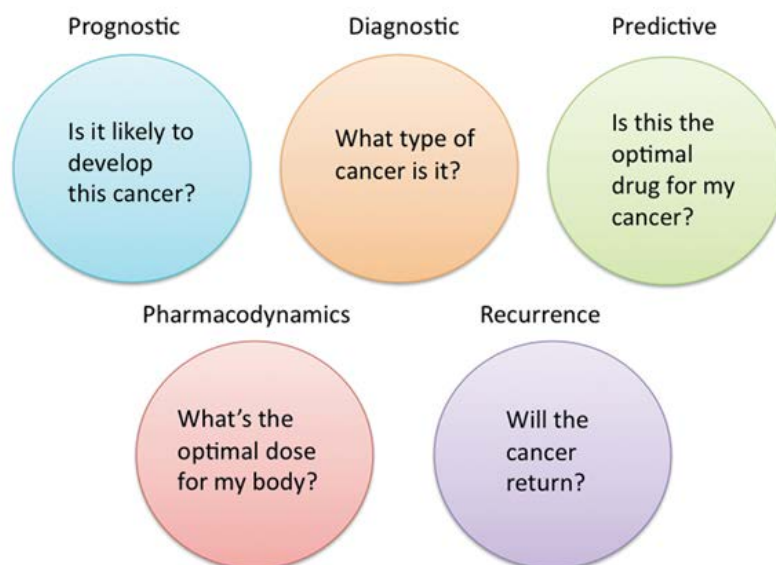 Prognostic
Diagnostic
Predictive
Is it likely to
develop
this cancer?
What type of
cancer is it?
Is this the
optimal
drug for my
cancer?
Pharmacodynamics
Recurrence
What's the
optimal dose
for my body?
Will the
cancer
return?